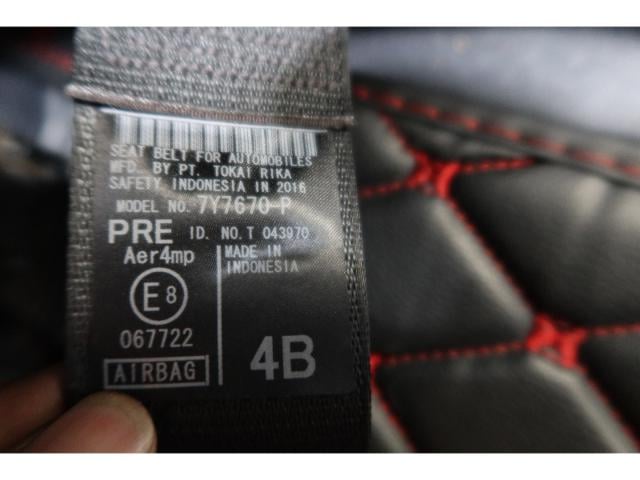 SEAT BELT FOR AUTOMOBILES
MFD. BY PT. TOKAI RIKA
SAFETY INDONESIA IN 2016
MODEL NO. 7Y7670-P
PRE ID. NO. T 043970
Aer4mp
MADE IN
INDONESIA
E8
067722
AIRBAG
4B